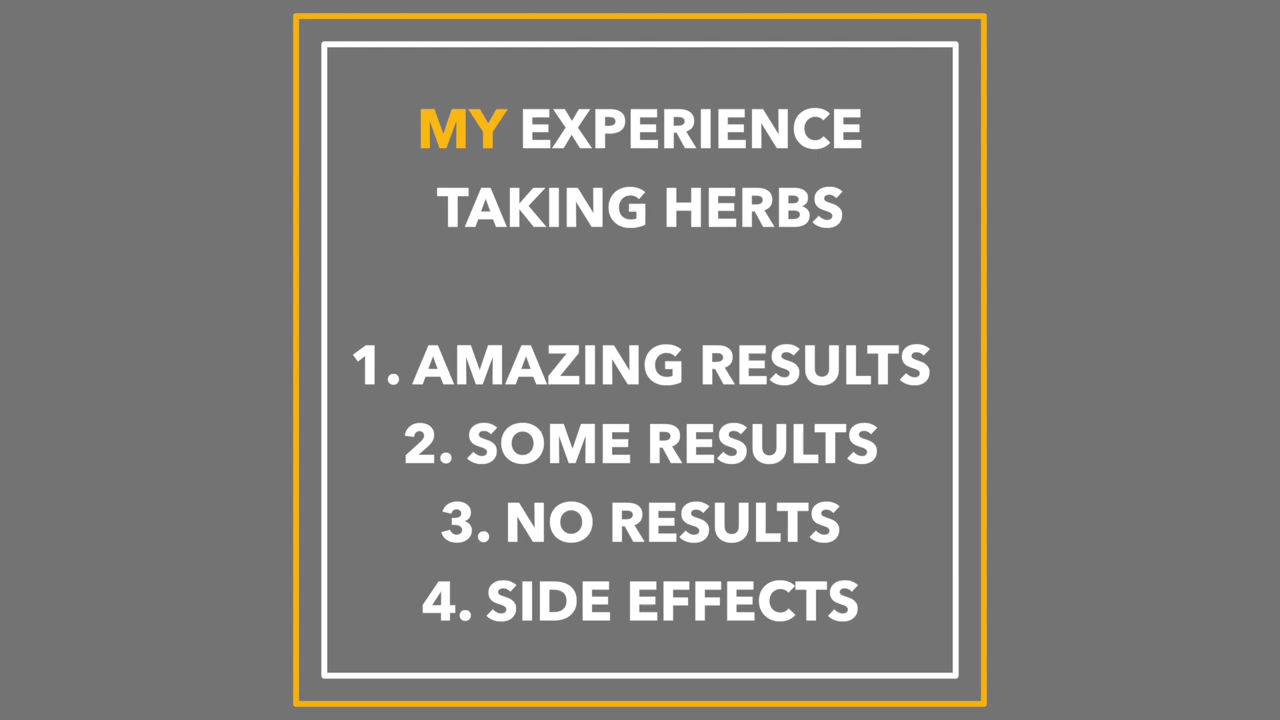 MY EXPERIENCE
TAKING HERBS
1. AMAZING RESULTS
2. SOME RESULTS
3. NO RESULTS
4. SIDE EFFECTS